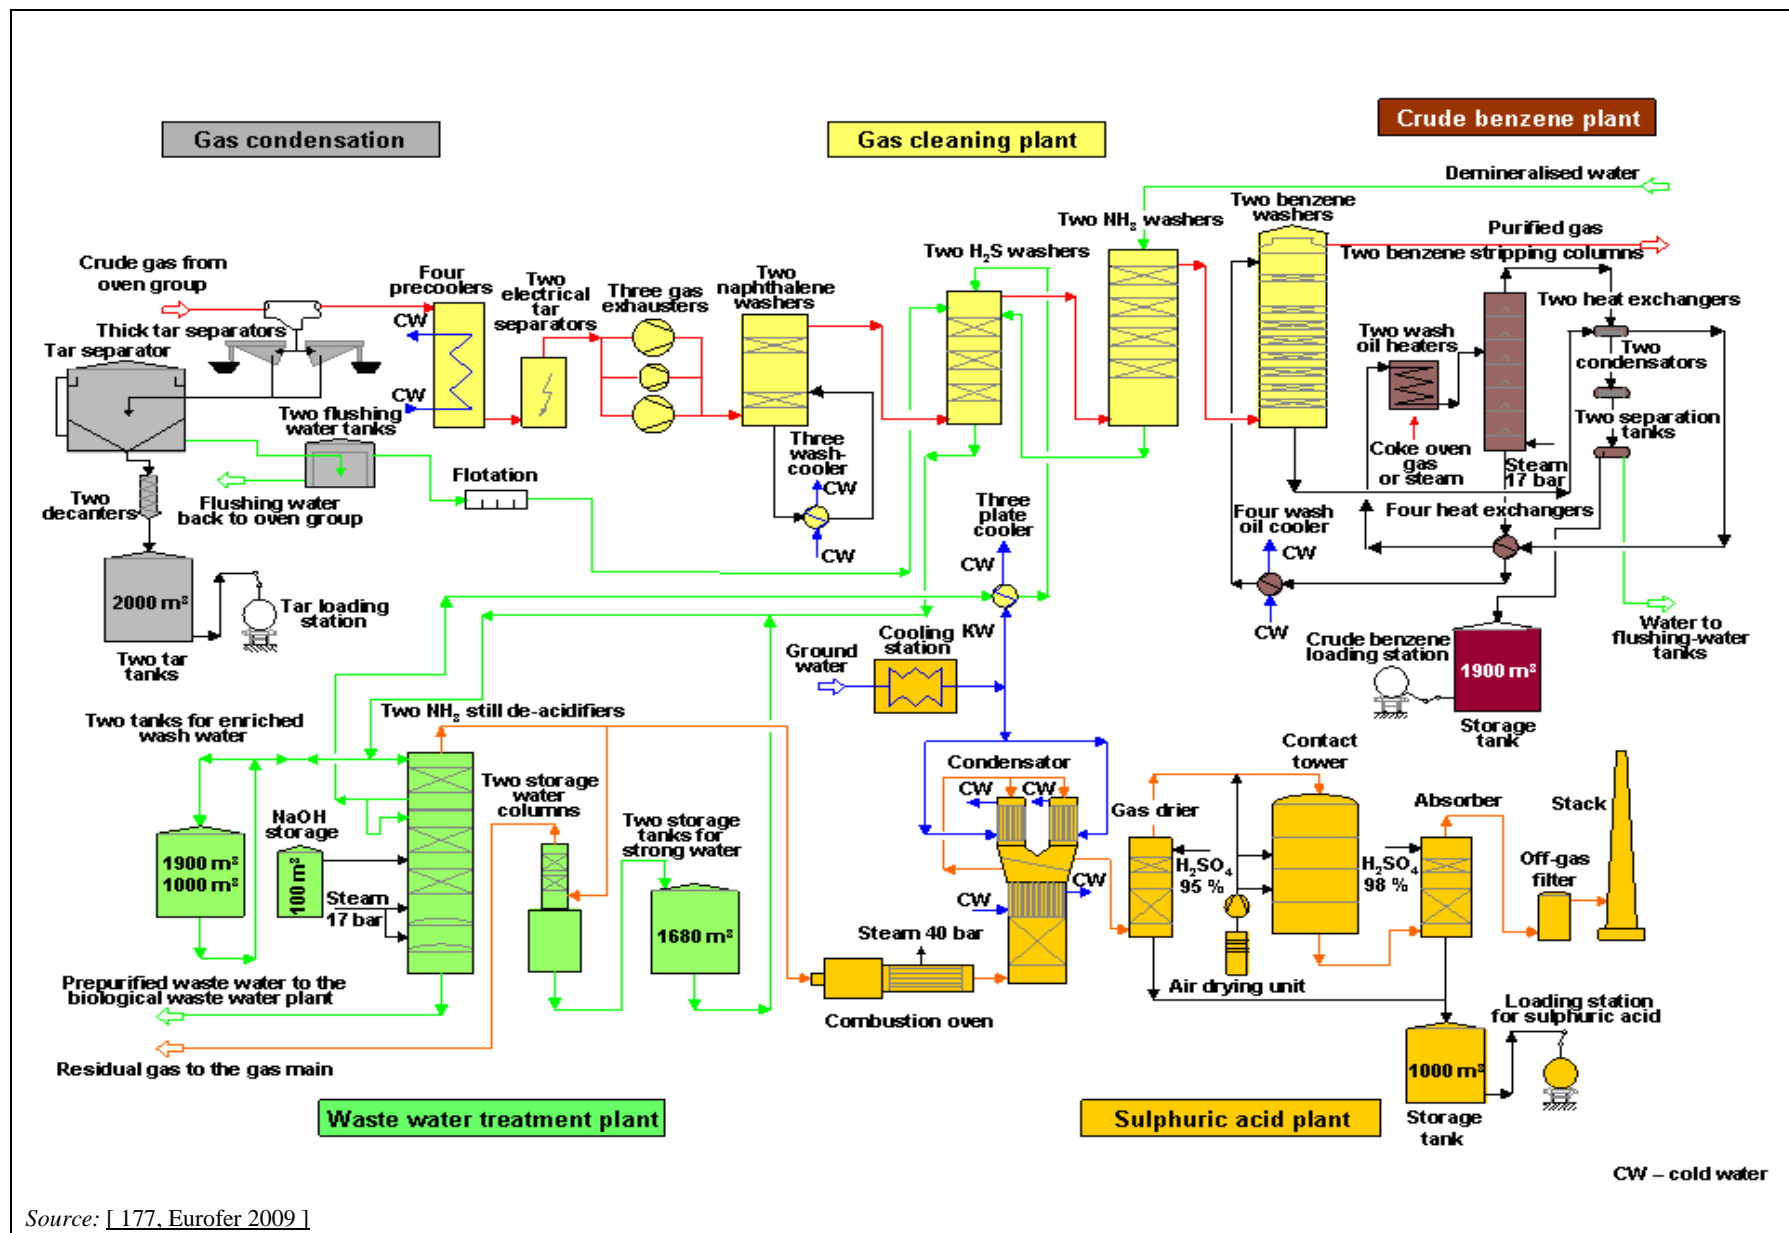 Gas condensation
Gas cleaning plant
Crude benzene plant
Demineralised water
Two benzene
washers
Two NH₃ washers
Purified gas
Two H₂S washers
Two benzene stripping columns
Crude gas from
oven group
Four
precoolers
Two
electrical
tar
separators
Three gas
exhausters
Two
naphthalene
washers
Two heat exchangers
CW
Thick tar separators
Two wash
oil heaters
Tar separator
Two
condensators
CW
Two flushing
water tanks
Two separation
tanks
Three
wash-
cooler
CW
CW
Coke oven
gas
or steam
Steam
17 bar
Flotation
Two
decanters
Flushing water
back to oven group
Three
plate
cooler
CW
Four wash
oil cooler
CW
CW
Four heat exchangers
2000 m³
Tar loading
station
Two tar
tanks
KW
Cooling
station
Ground
water
Crude benzene
loading station
1900 m³
Storage
tank
Water to
flushing-water
tanks
Two tanks for enriched
wash water
Two NH₃ still de-acidifiers
Two storage
water
columns
NaOH
storage
1900 m³
1000 m³
100 m³
Steam
17 bar
Two storage
tanks for
strong water
1680 m³
Condensator
CW
CW
CW
CW
Gas drier
Contact
tower
Absorber
Stack
H₂SO₄
95 %
H₂SO₄
98 %
Off-gas
filter
Steam 40 bar
Combustion oven
Air drying unit
Prepurified waste water to the
biological waste water plant
Residual gas to the gas main
Loading station
for sulphuric acid
1000 m³
Storage
tank
Waste water treatment plant
Sulphuric acid plant
CW – cold water
Source: [ 177, Eurofer 2009 ]